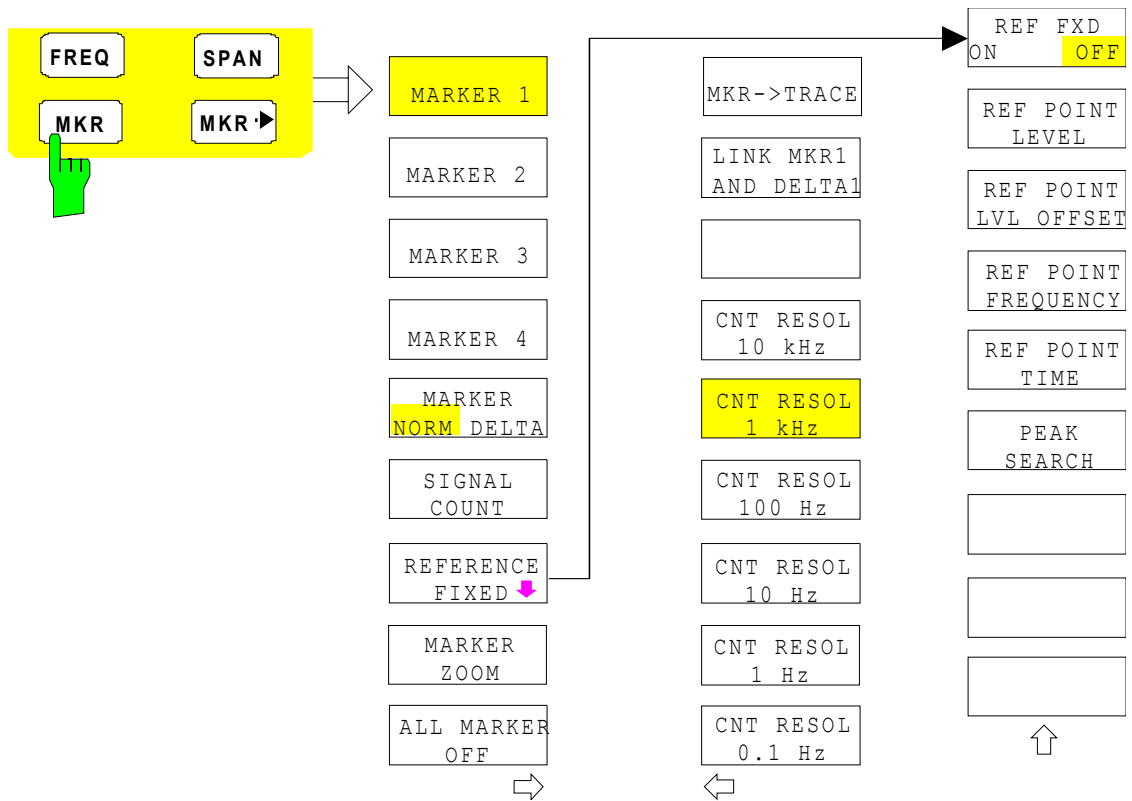 FREQ
SPAN
MKR
MKR
MARKER 1
MARKER 2
MARKER 3
MARKER 4
MARKER
NORM DELTA
SIGNAL
COUNT
REFERENCE
FIXED
MARKER
ZOOM
ALL MARKER
OFF
MKR->TRACE
LINK MKR1
AND DELTA1
CNT RESOL
10 kHz
CNT RESOL
1 kHz
CNT RESOL
100 Hz
CNT RESOL
10 Hz
CNT RESOL
1 Hz
CNT RESOL
0.1 Hz
REF FXD
ON OFF
REF POINT
LEVEL
REF POINT
LVL OFFSET
REF POINT
FREQUENCY
REF POINT
TIME
PEAK
SEARCH